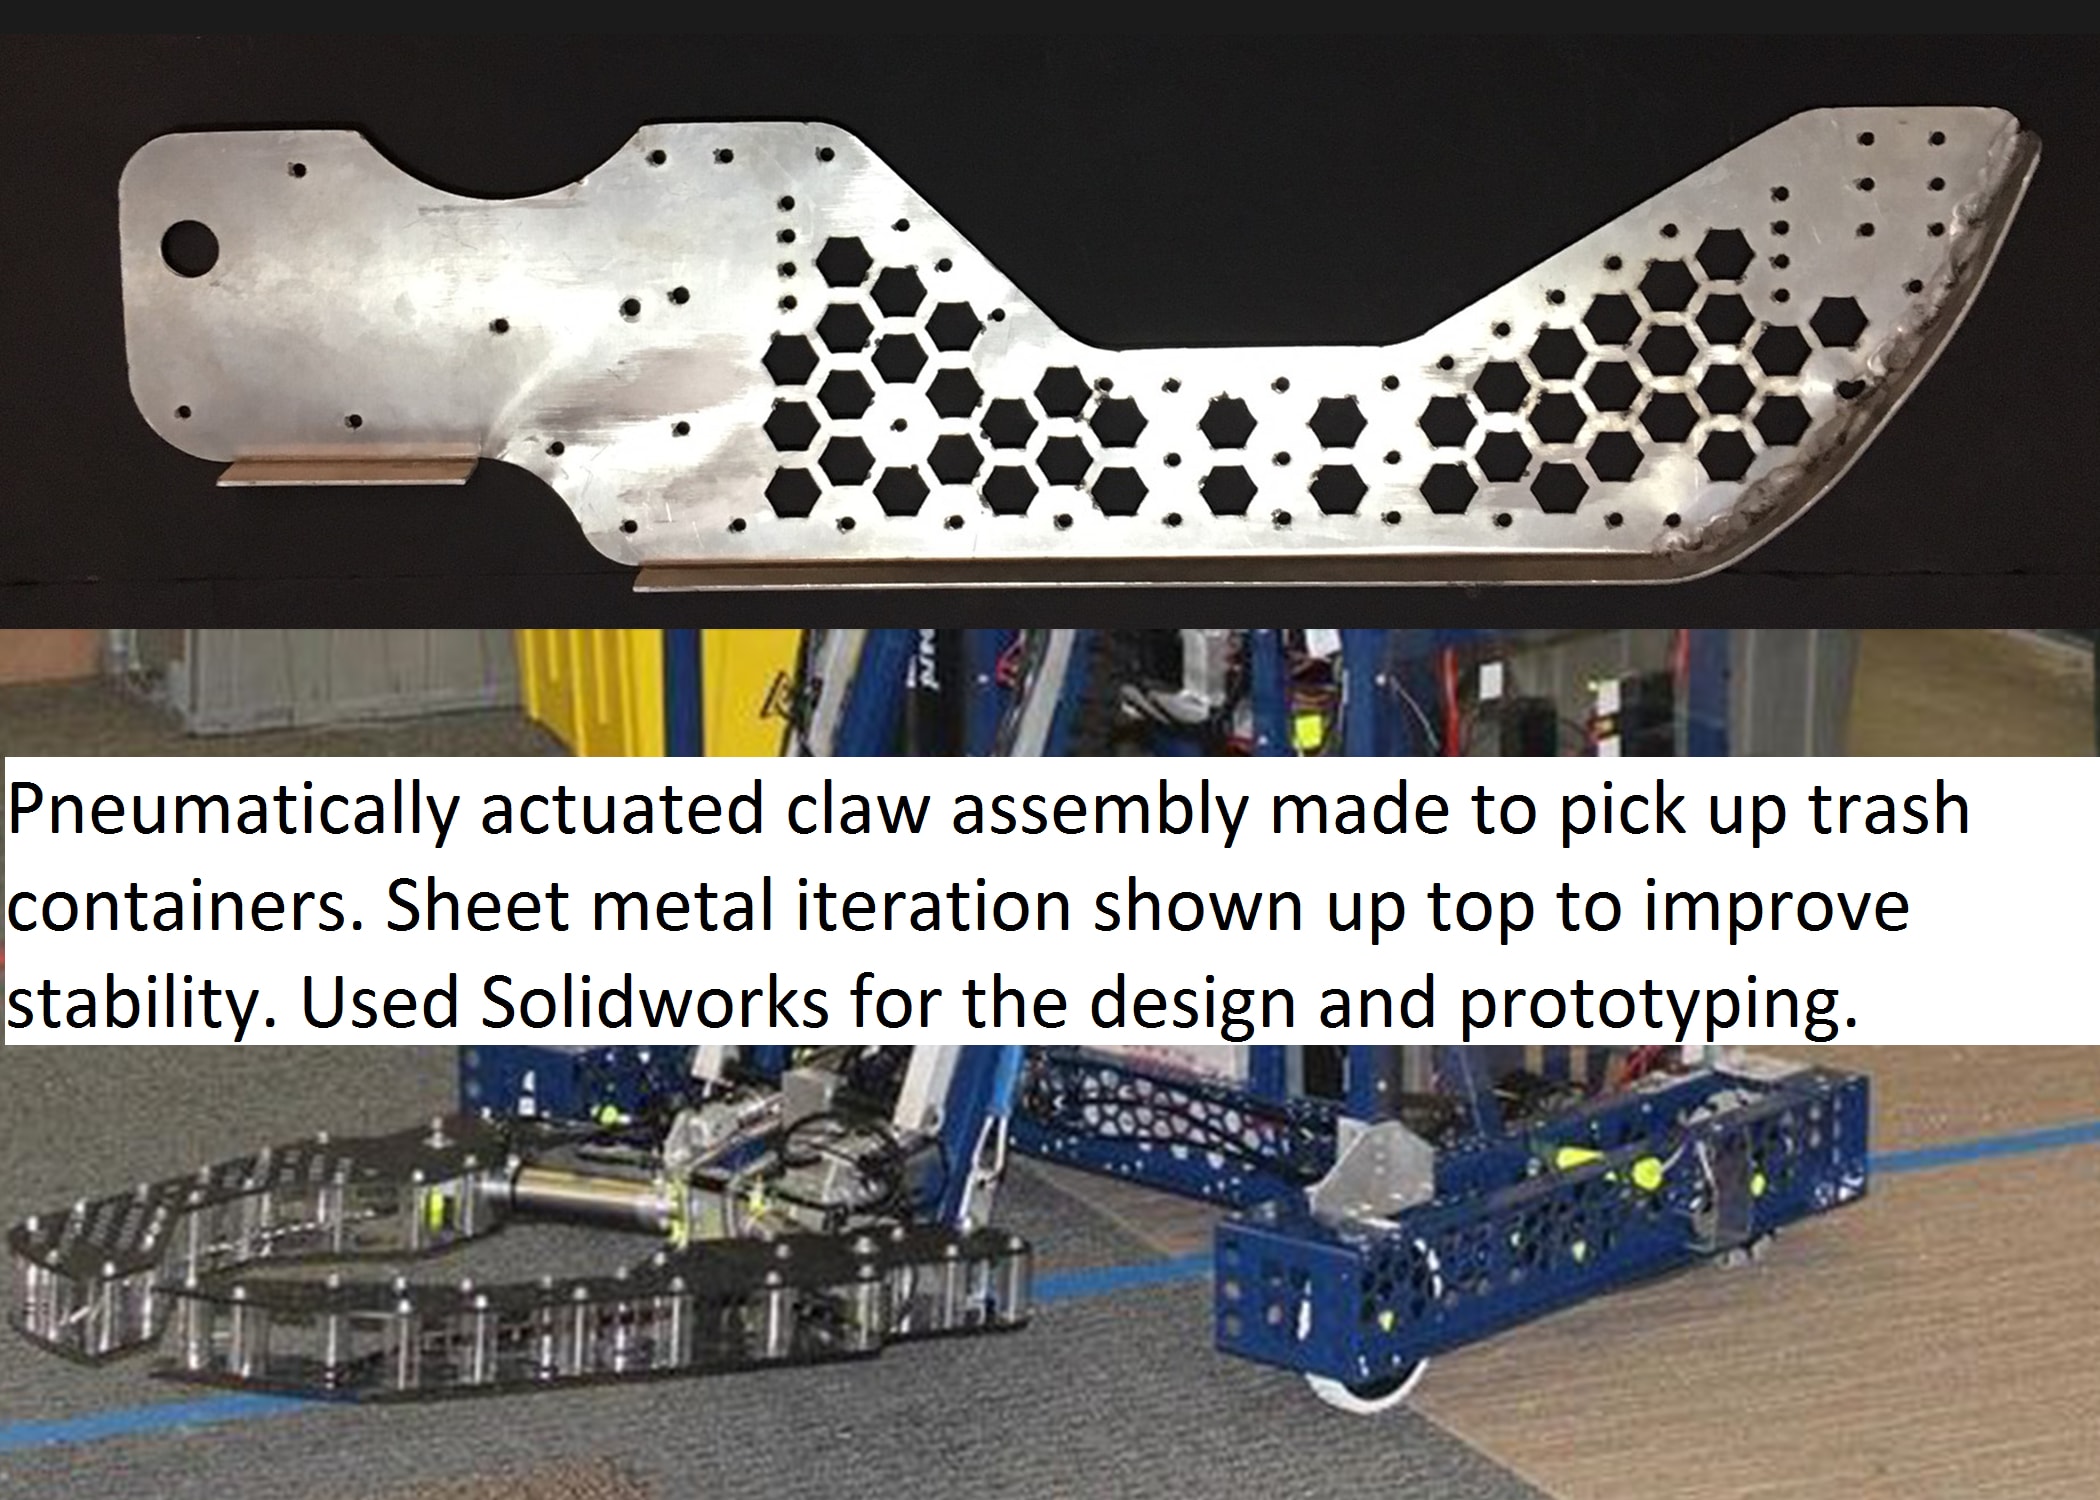 Pneumatically actuated claw assembly made to pick up trash
containers. Sheet metal iteration shown up top to improve
stability. Used Solidworks for the design and prototyping.